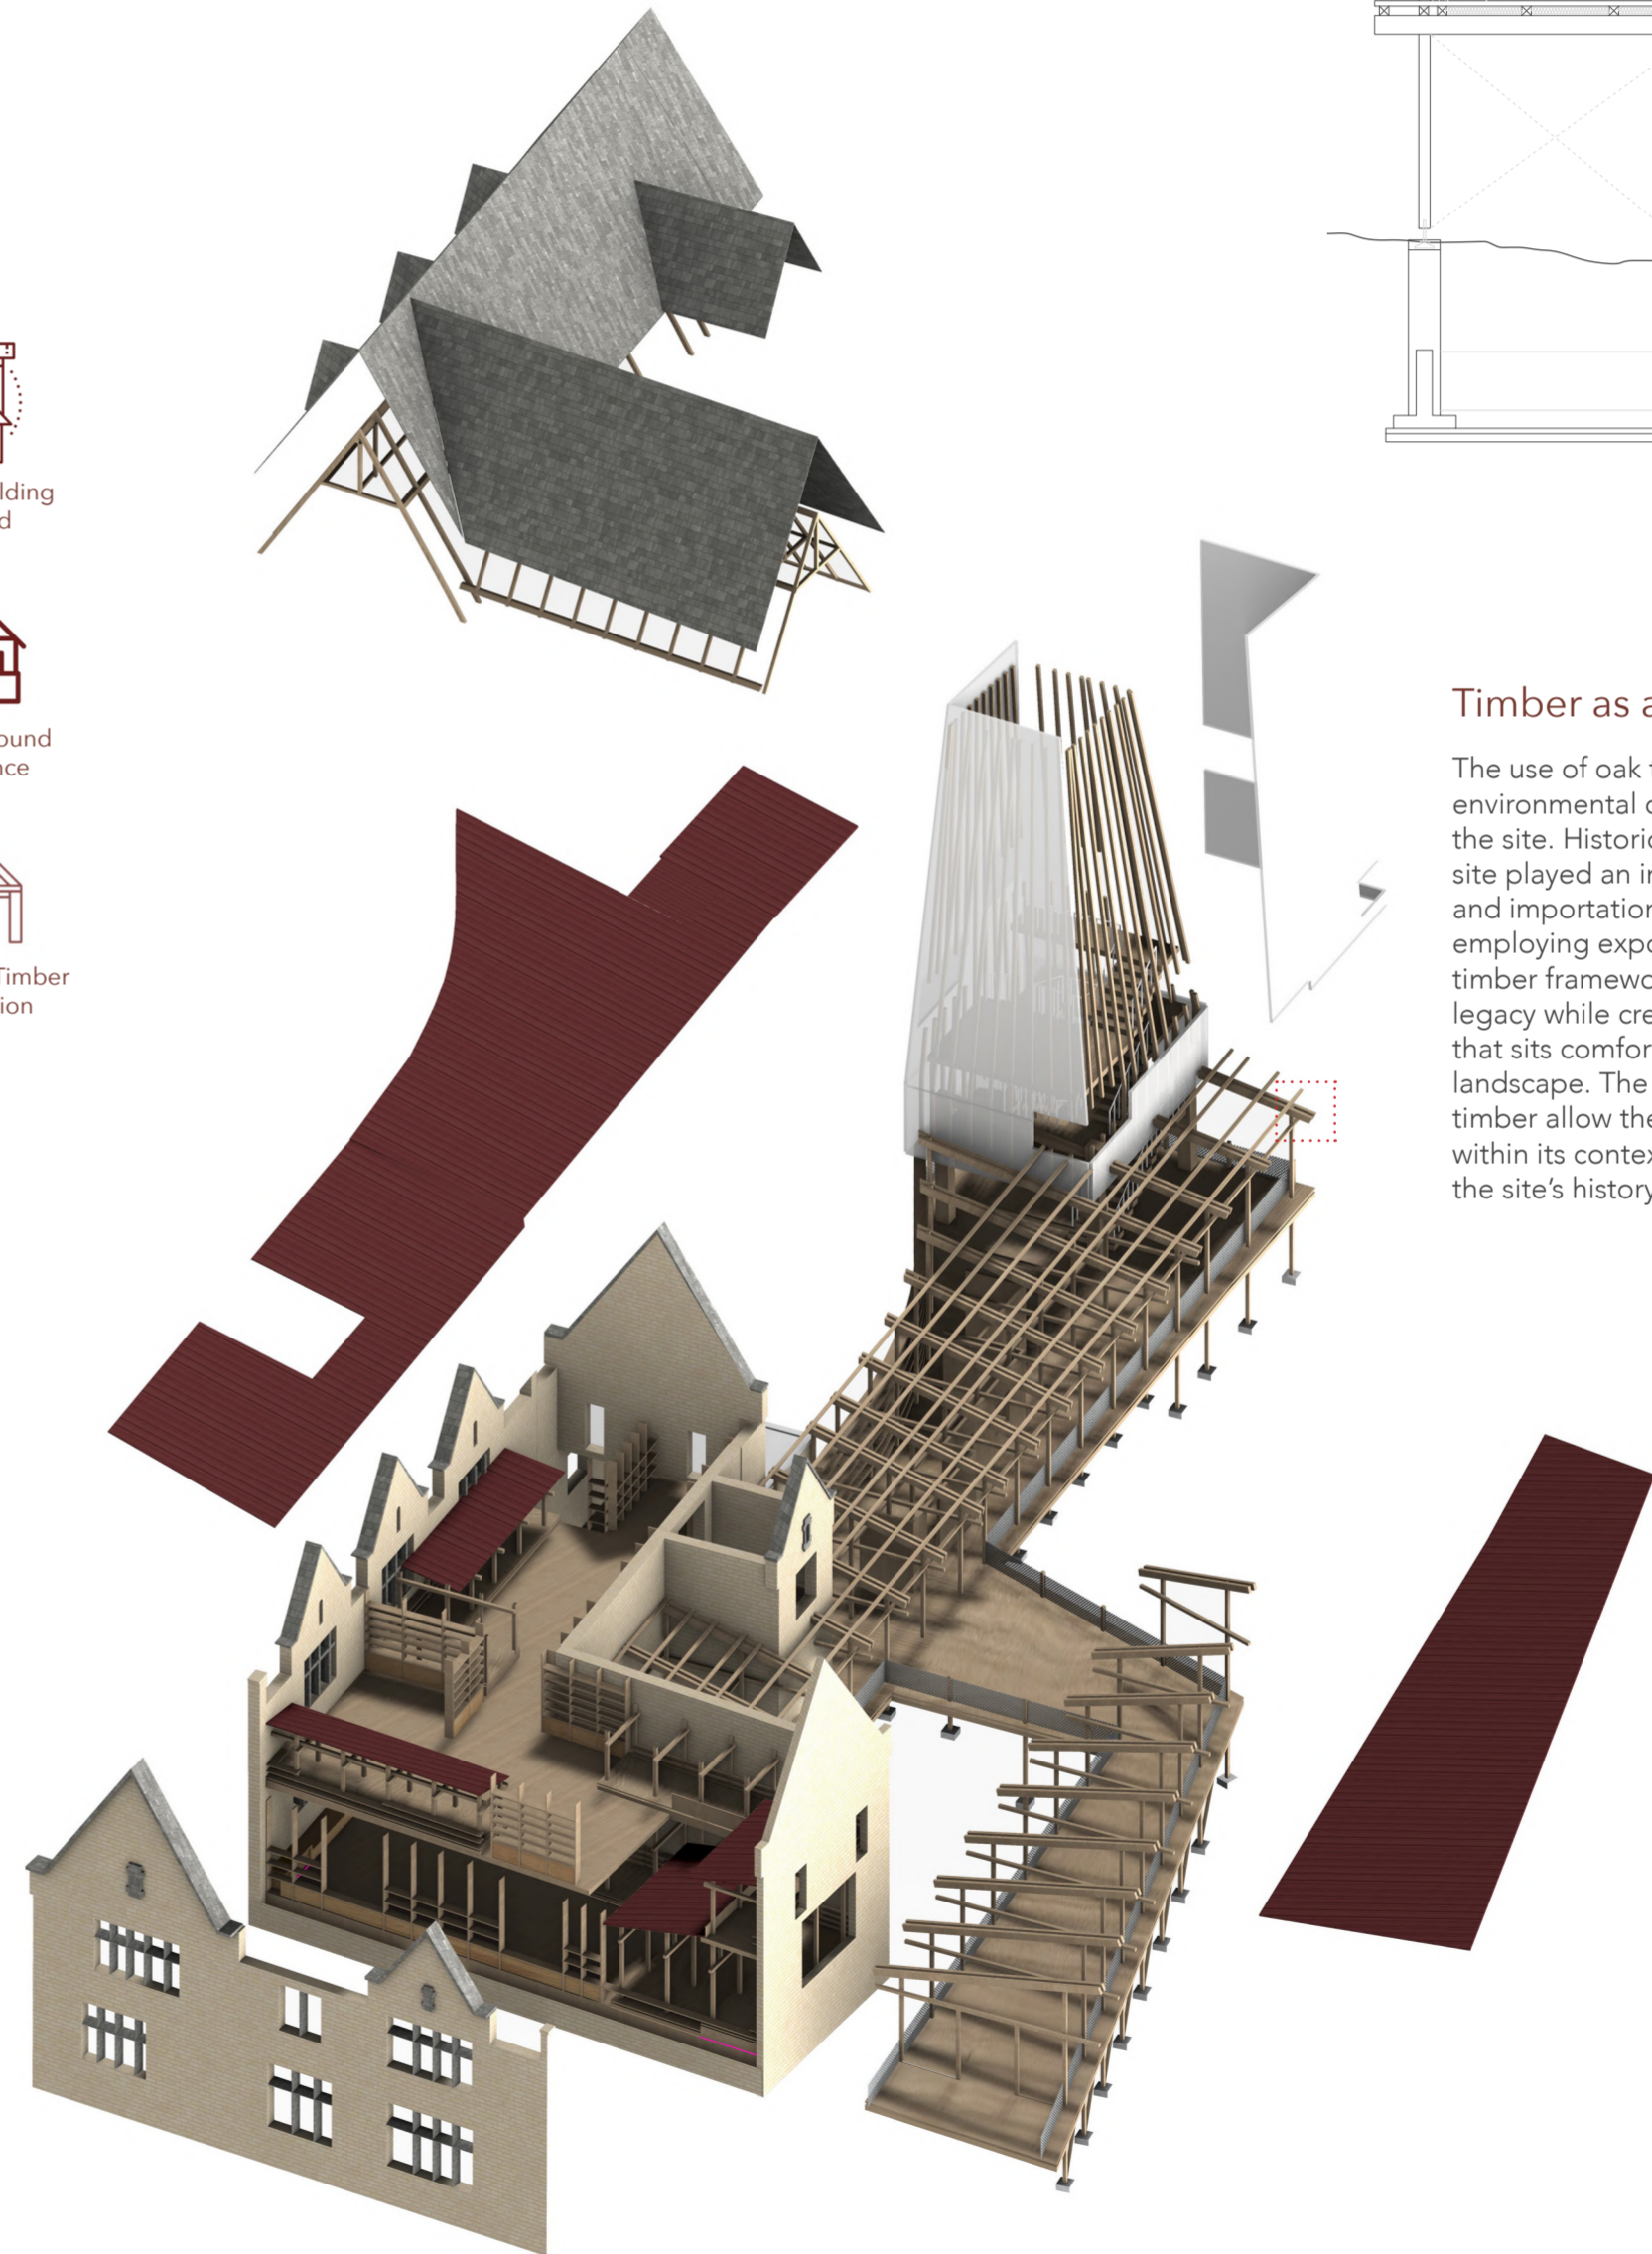 lding
d
ound
nce
Timber
ion
Timber as a
The use of oak
environmental
the site. Historic
site played an i
and importation
employing expo
timber framewo
legacy while cre
that sits comfor
landscape. The
timber allow the
within its contex
the site's history